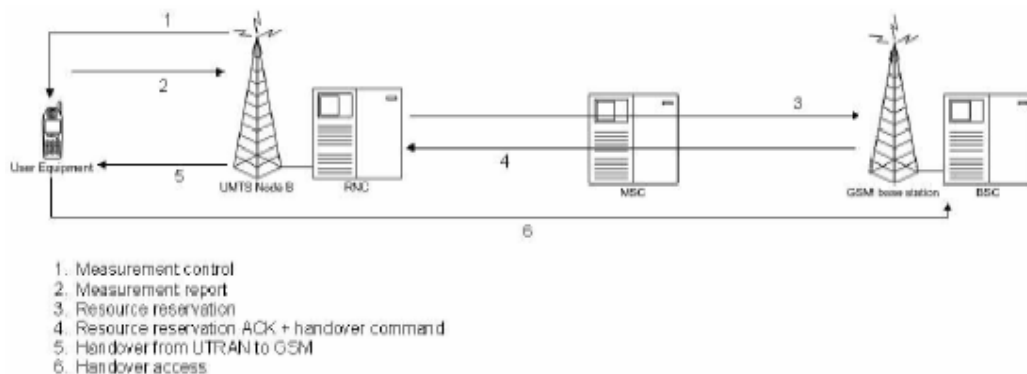 1
2
3
4
5
6
User Equipment
UMTS Node B
RNC
MSC
GSM base station
BSC
1. Measurement control
2. Measurement report
3. Resource reservation
4. Resource reservation ACK + handover command
5. Handover from UTRAN to GSM
6. Handover access